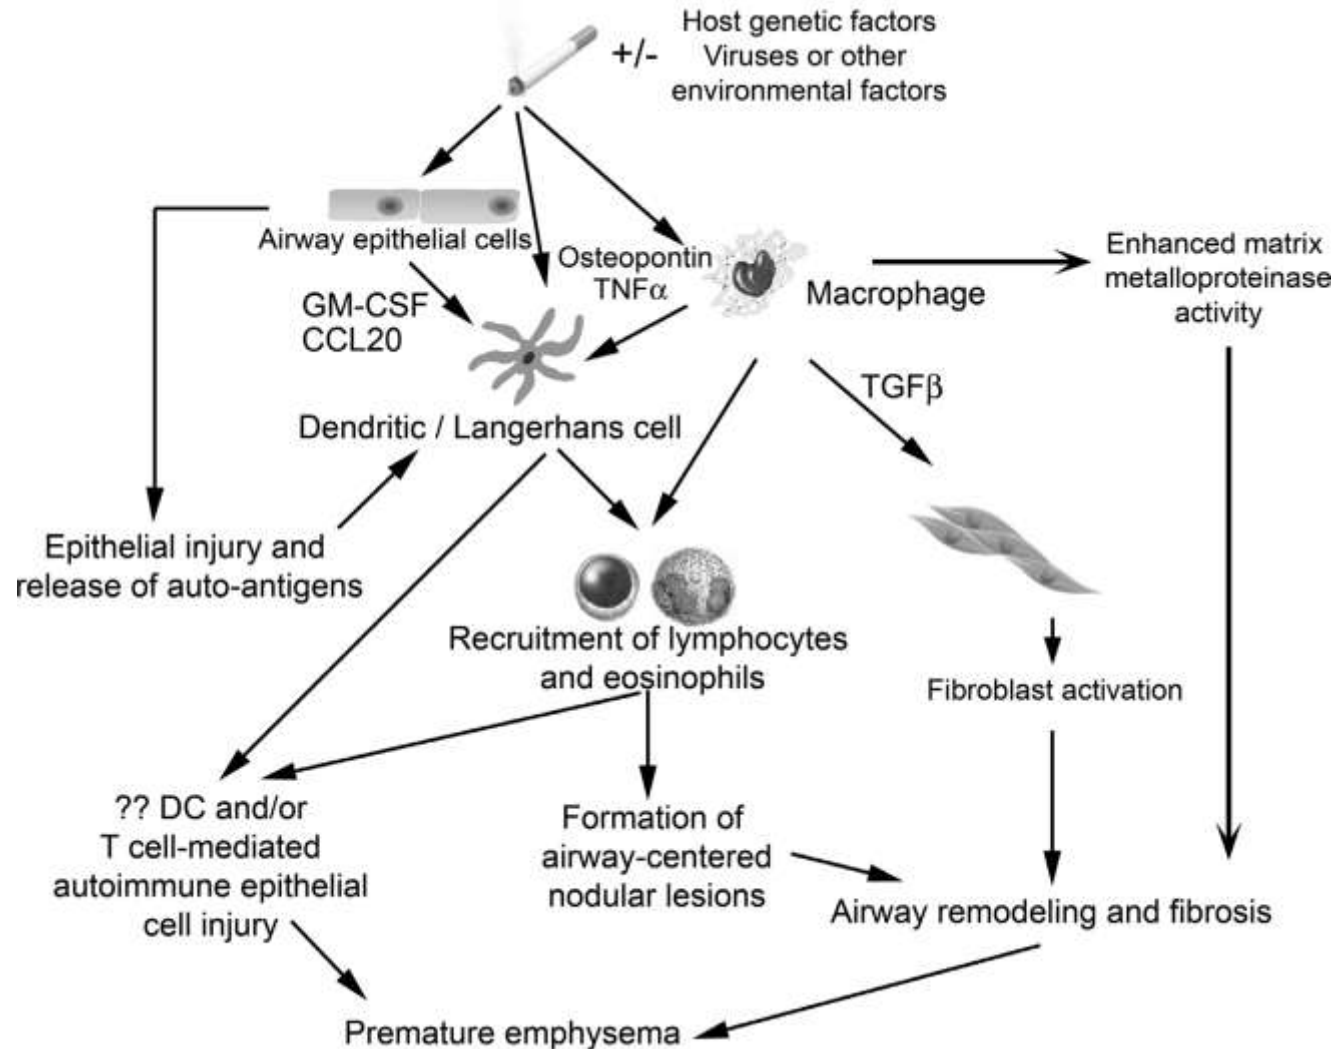 +/-
Host genetic factors
Viruses or other
environmental factors
Airway epithelial cells
Osteopontin
TNFα
Macrophage
Enhanced matrix
metalloproteinase
activity
GM-CSF
CCL20
TGFβ
Dendritic / Langerhans cell
Epithelial injury and
release of auto-antigens
Recruitment of lymphocytes
and eosinophils
Fibroblast activation
?? DC and/or
T cell-mediated
autoimmune epithelial
cell injury
Formation of
airway-centered
nodular lesions
Airway remodeling and fibrosis
Premature emphysema